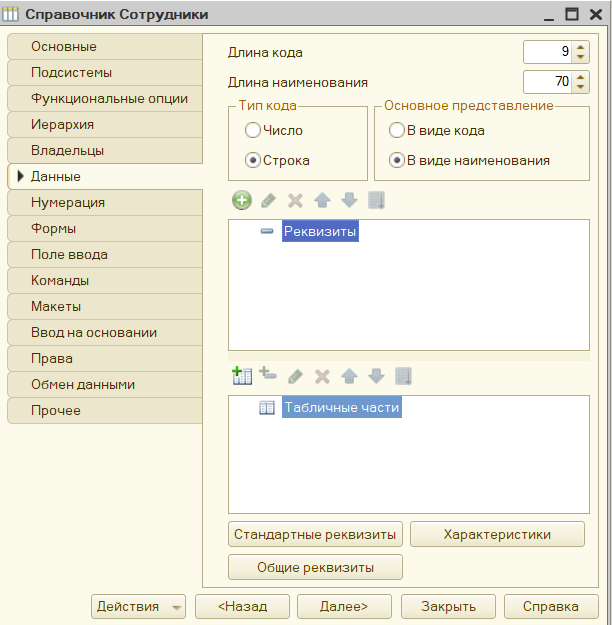 Справочник Сотрудники
Основные
Подсистемы
Функциональные опции
Иерархия
Владельцы
Данные
Нумерация
Формы
Поле ввода
Команды
Макеты
Ввод на основании
Права
Обмен данными
Прочее
Длина кода 9
Длина наименования 70
Тип кода
Число
Строка
Основное представление
В виде кода
В виде наименования
Реквизиты
Табличные части
Стандартные реквизиты Характеристики
Общие реквизиты
Действия <Назад Далее> Закрыть Справка